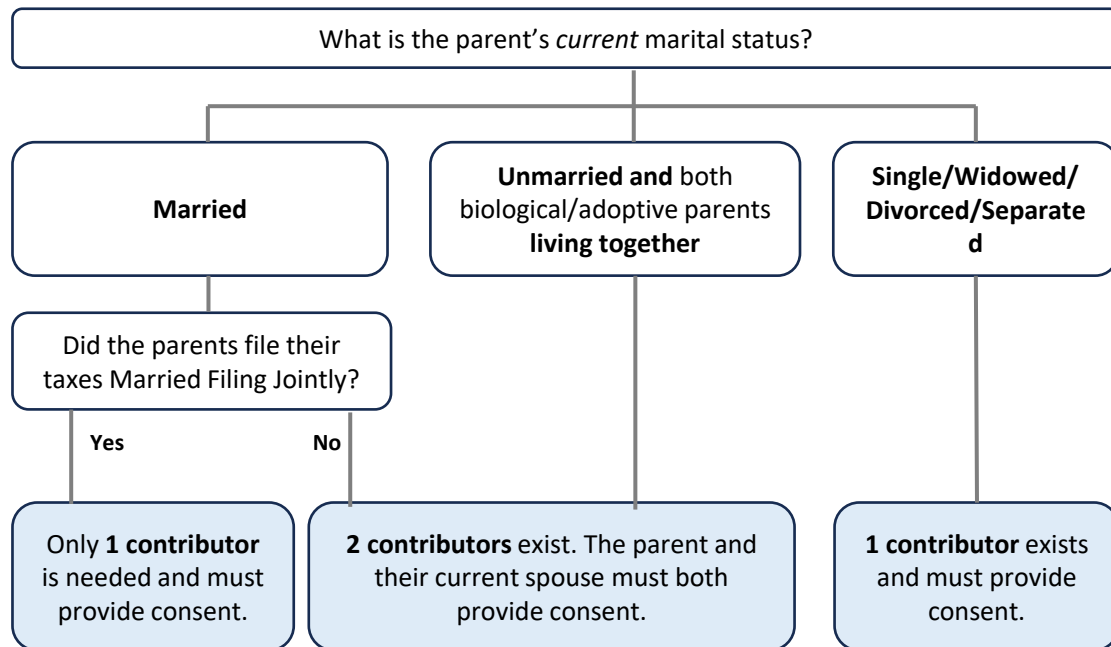 What is the parent’s current marital status?
Married
Unmarried and both
biological/adoptive parents
living together
Single/Widowed/
Divorced/Separate
d
Did the parents file their
taxes Married Filing Jointly?
Yes
No
Only 1 contributor
is needed and must
provide consent.
2 contributors exist. The parent and
their current spouse must both
provide consent.
1 contributor exists
and must provide
consent.